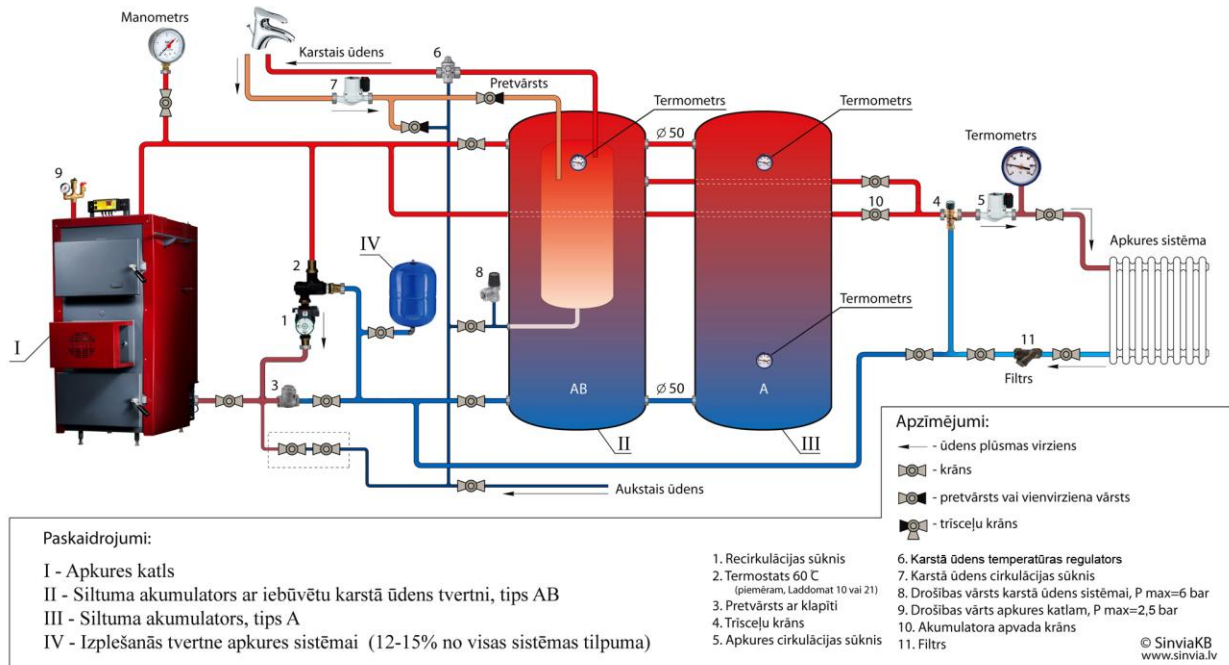 Manometrs
Karstais ūdens
6
7
Pretvārsts
Termometrs
Termometrs
Termometrs
Ø 50
9
10
4
5
Apkures sistēma
IV
2
8
1
I
Termometrs
11
Filtrs
3
AB
Ø 50
A
II
III
Aukstais ūdens
Apzīmējumi:
- ūdens plūsmas virziens
- krāns
- pretvārsts vai vienvirziena vārsts
- trīsceļu krāns
Paskaidrojumi:
I - Apkures katls
II - Siltuma akumulators ar iebūvētu karstā ūdens tvertni, tips AB
III - Siltuma akumulators, tips A
IV - Izplešanās tvertne apkures sistēmai (12-15% no visas sistēmas tilpuma)
1. Recirkulācijas sūknis
2. Termostats 60 ℃
(piemēram, Laddomat 10 vai 21)
3. Pretvārsts ar klapīti
4. Trīsceļu krāns
5. Apkures cirkulācijas sūknis
6. Karstā ūdens temperatūras regulators
7. Karstā ūdens cirkulācijas sūknis
8. Drošības vārsts karstā ūdens sistēmai, P max=6 bar
9. Drošības vārts apkures katlam, P max=2,5 bar
10. Akumulatora apvada krāns
11. Filtrs
© SinviaKB
www.sinvia.lv